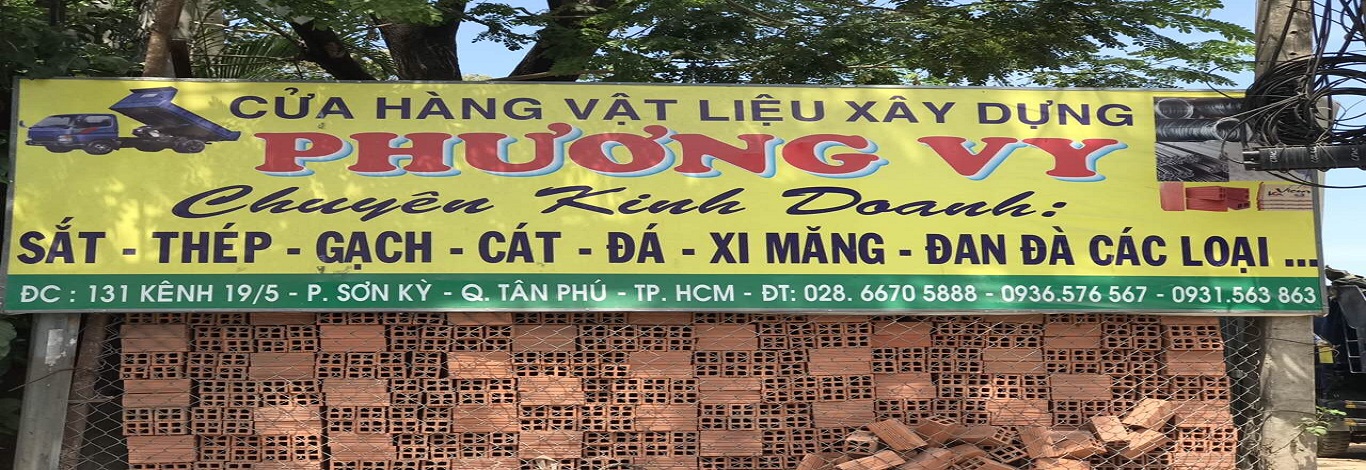 CỬA HÀNG VẬT LIỆU XÂY DỰNG
PHƯƠNG VY
Chuyên Kinh Doanh:
SẮT - THÉP - GẠCH - CÁT - ĐÁ - XI MĂNG - ĐAN ĐÀ CÁC LOẠI ...
ĐC : 131 KÊNH 19/5 - P. SƠN KỲ - Q. TÂN PHÚ - TP. HCM - ĐT: 028. 6670 5888 - 0936.576 567 - 0931.563 863